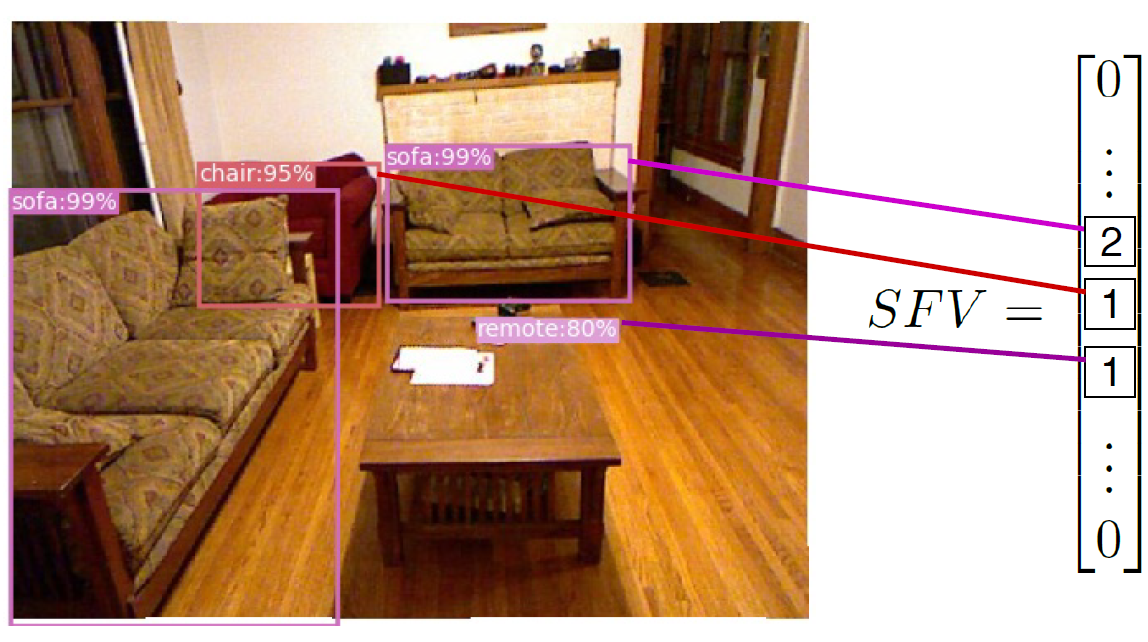 sofa:99%
chair:95%
sofa:99%
remote:80%
SFV =
0
⋮
2
1
1
⋮
0